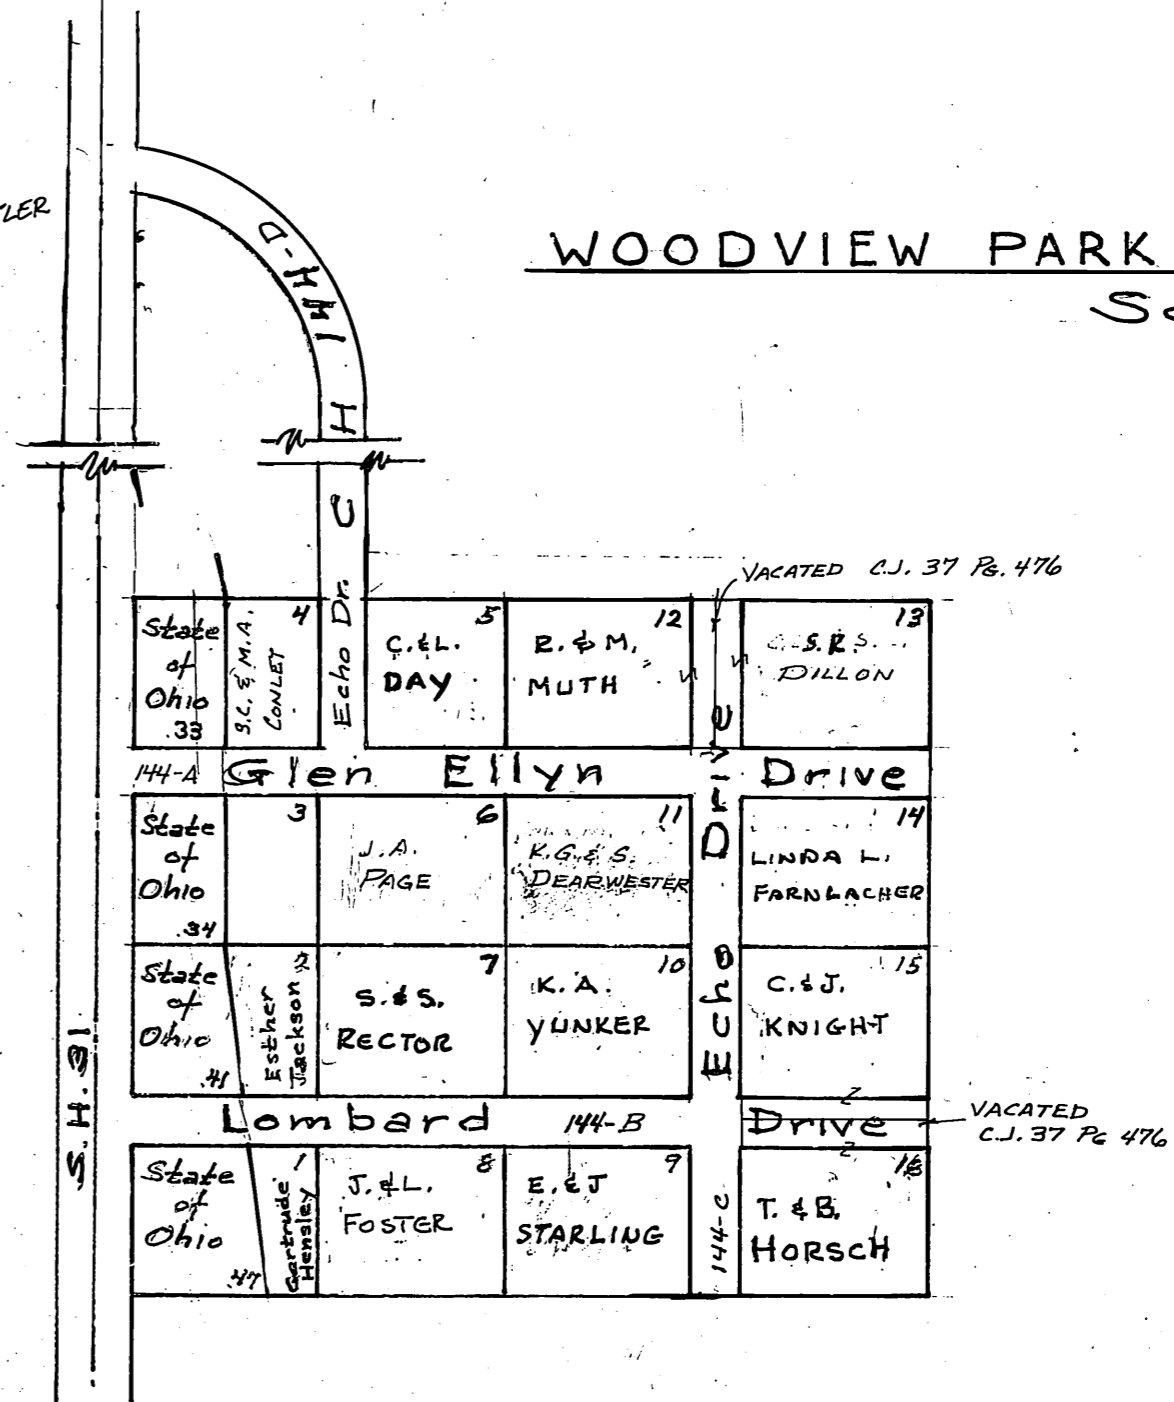 TLER
WOODVIEW PARK
H 144-D
VACATED C.J. 37 PG. 476
State of Ohio .33
S.C. & M.A. CONLEY
4
Echo Dr. C
C. & L. DAY
5
R. & M. MUTH
12
S.R.S. DILLON
13
144-A Glen Ellyn Drive
State of Ohio .34
3
J.A. PAGE
6
K.G. & S. DEARWESTER
11
Echo Drive
LINDA L. FARNLACHER
14
State of Ohio .41
Esther Jackson
2
S. & S. RECTOR
7
K. A. YUNKER
10
C. & J. KNIGHT
15
S.H. 31
Lombard 144-B Drive
VACATED
C.J. 37 PG 476
State of Ohio .47
Gertrude Hensley
1
J. & L. FOSTER
8
E. & J STARLING
9
144-C
T. & B. HORSCH
16